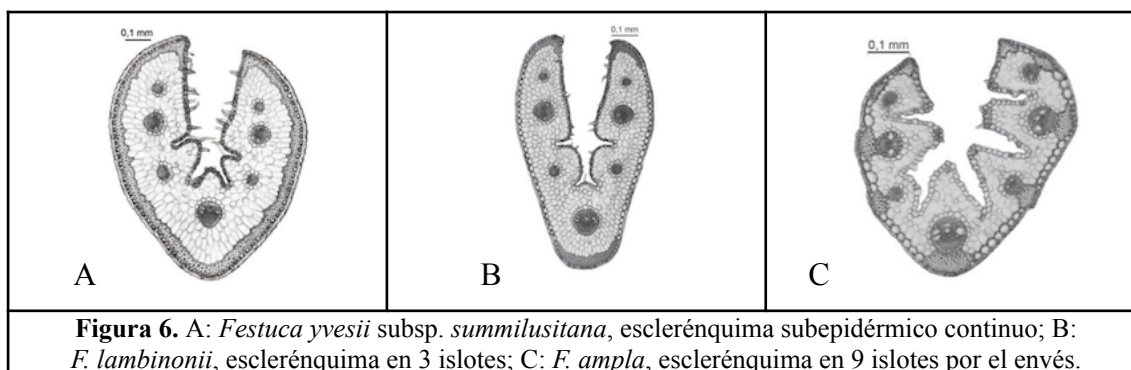 0,1 mm
0,1 mm
0,1 mm
A
B
C
Figura 6. A: Festuca yvesii subsp. summilusitana, esclerénquima subepidérmico continuo; B:
F. lambinonii, esclerénquima en 3 islotes; C: F. ampla, esclerénquima en 9 islotes por el envés.